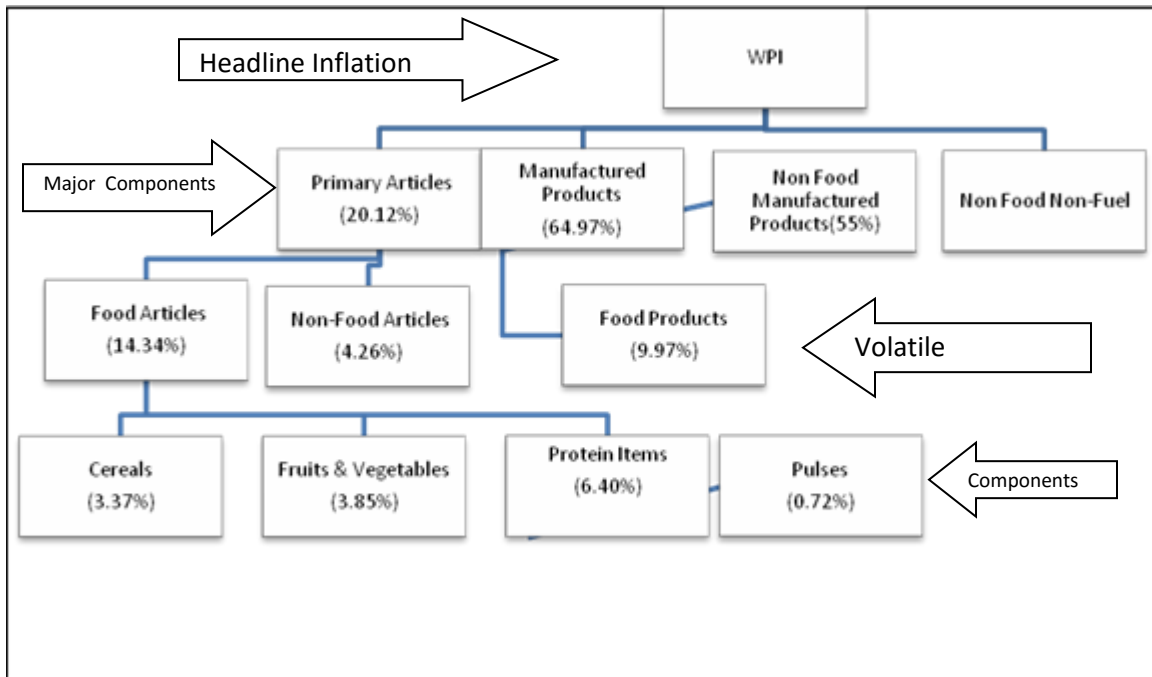 Headline Inflation
WPI
Major Components
Primary Articles
(20.12%)
Manufactured
Products
(64.97%)
Non Food
Manufactured
Products(55%)
Non Food Non-Fuel
Food Articles
(14.34%)
Non-Food Articles
(4.26%)
Food Products
(9.97%)
Volatile
Cereals
(3.37%)
Fruits & Vegetables
(3.85%)
Protein Items
(6.40%)
Pulses
(0.72%)
Components